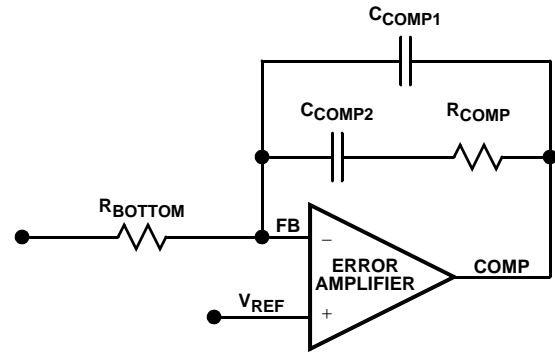 CCOMP1
CCOMP2
RCOMP
RBOTTOM
FB
−
ERROR
AMPLIFIER
COMP
VREF
+